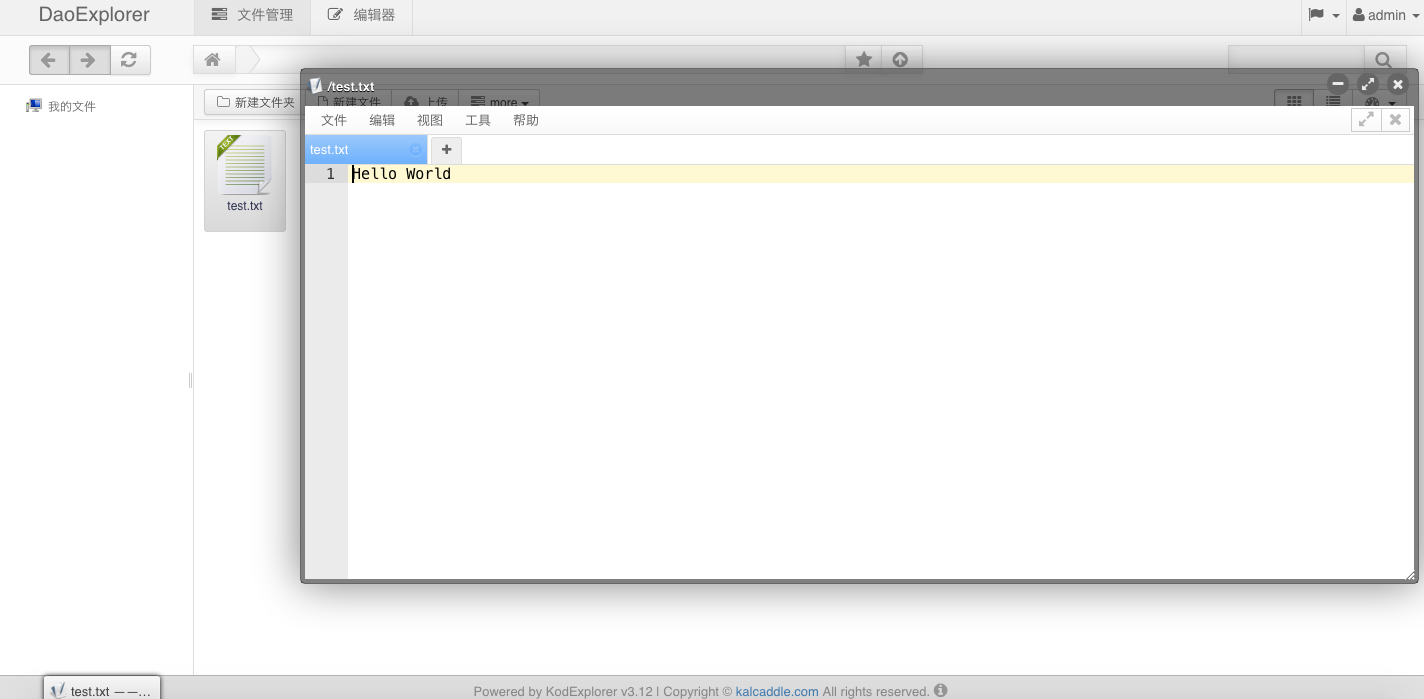 DaoExplorer
文件管理
编辑器
admin
我的文件
新建文件夹
新建文件
上传
more
TEXT
test.txt
/test.txt
文件 编辑 视图 工具 帮助
test.txt
1 Hello World
test.txt ——...
Powered by KodExplorer v3.12 | Copyright © kalcaddle.com All rights reserved.